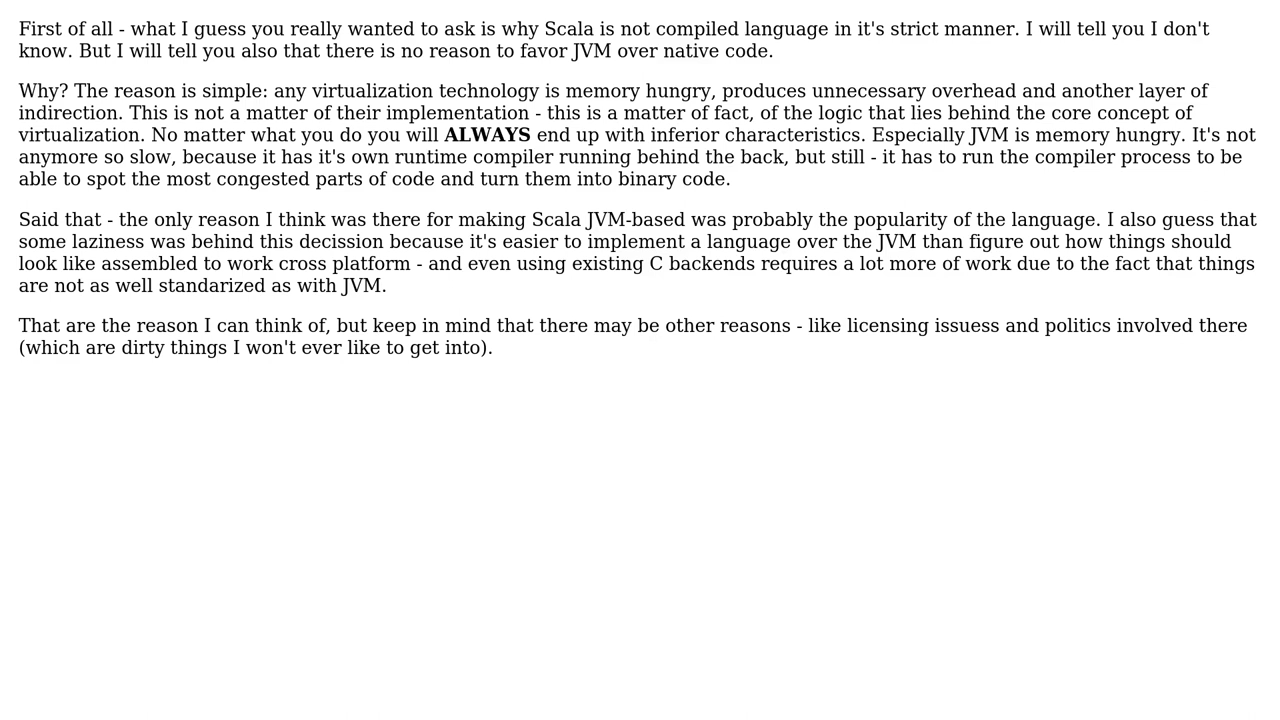 First of all - what I guess you really wanted to ask is why Scala is not compiled language in it's strict manner. I will tell you I don't
know. But I will tell you also that there is no reason to favor JVM over native code.
Why? The reason is simple: any virtualization technology is memory hungry, produces unnecessary overhead and another layer of
indirection. This is not a matter of their implementation - this is a matter of fact, of the logic that lies behind the core concept of
virtualization. No matter what you do you will ALWAYS end up with inferior characteristics. Especially JVM is memory hungry. It's not
anymore so slow, because it has it's own runtime compiler running behind the back, but still - it has to run the compiler process to be
able to spot the most congested parts of code and turn them into binary code.
Said that - the only reason I think was there for making Scala JVM-based was probably the popularity of the language. I also guess that
some laziness was behind this decission because it's easier to implement a language over the JVM than figure out how things should
look like assembled to work cross platform - and even using existing C backends requires a lot more of work due to the fact that things
are not as well standarized as with JVM.
That are the reason I can think of, but keep in mind that there may be other reasons - like licensing issuess and politics involved there
(which are dirty things I won't ever like to get into).